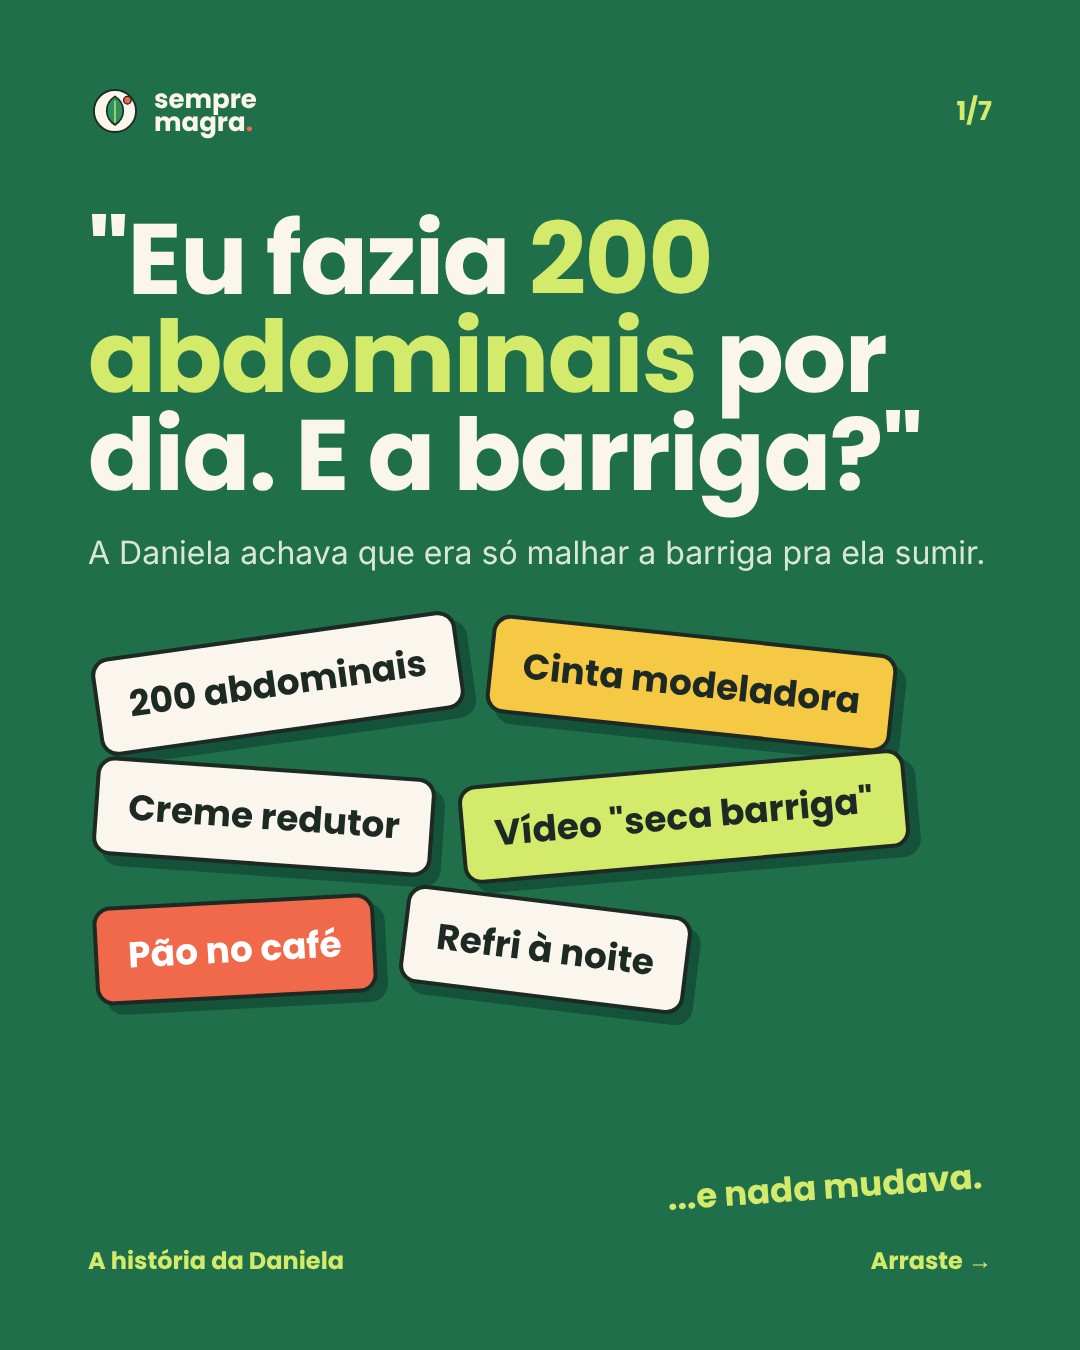 sempre
magra.
1/7
"Eu fazia 200
abdominais por
dia. E a barriga?"
A Daniela achava que era só malhar a barriga pra ela sumir.
200 abdominais
Cinta modeladora
Creme redutor
Vídeo "seca barriga"
Pão no café
Refri à noite
...e nada mudava.
A história da Daniela
Arraste →